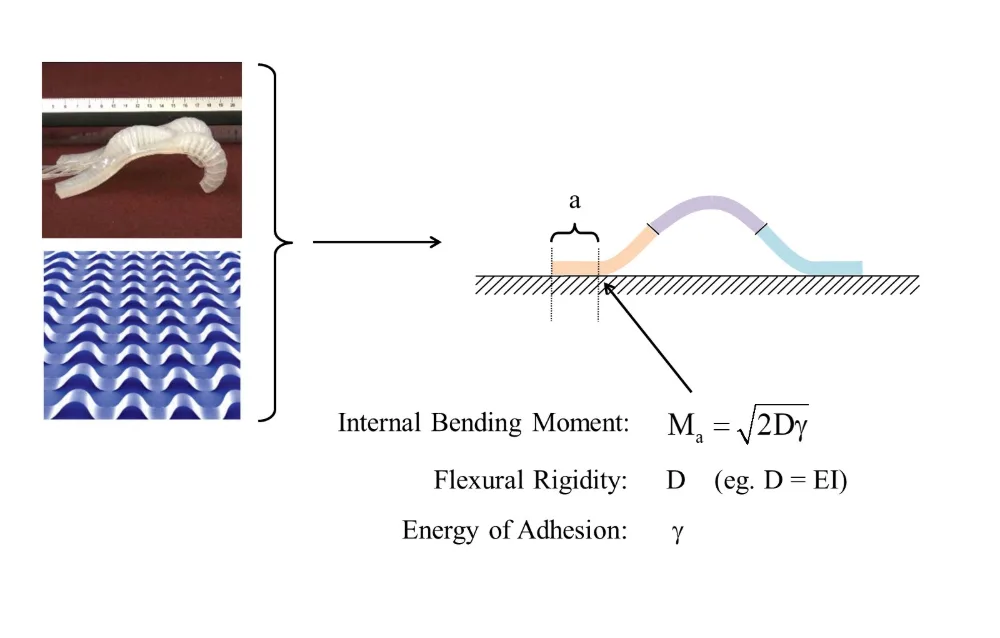 a
Internal Bending Moment: Mₐ = √2Dγ
Flexural Rigidity: D (eg. D = EI)
Energy of Adhesion: γ